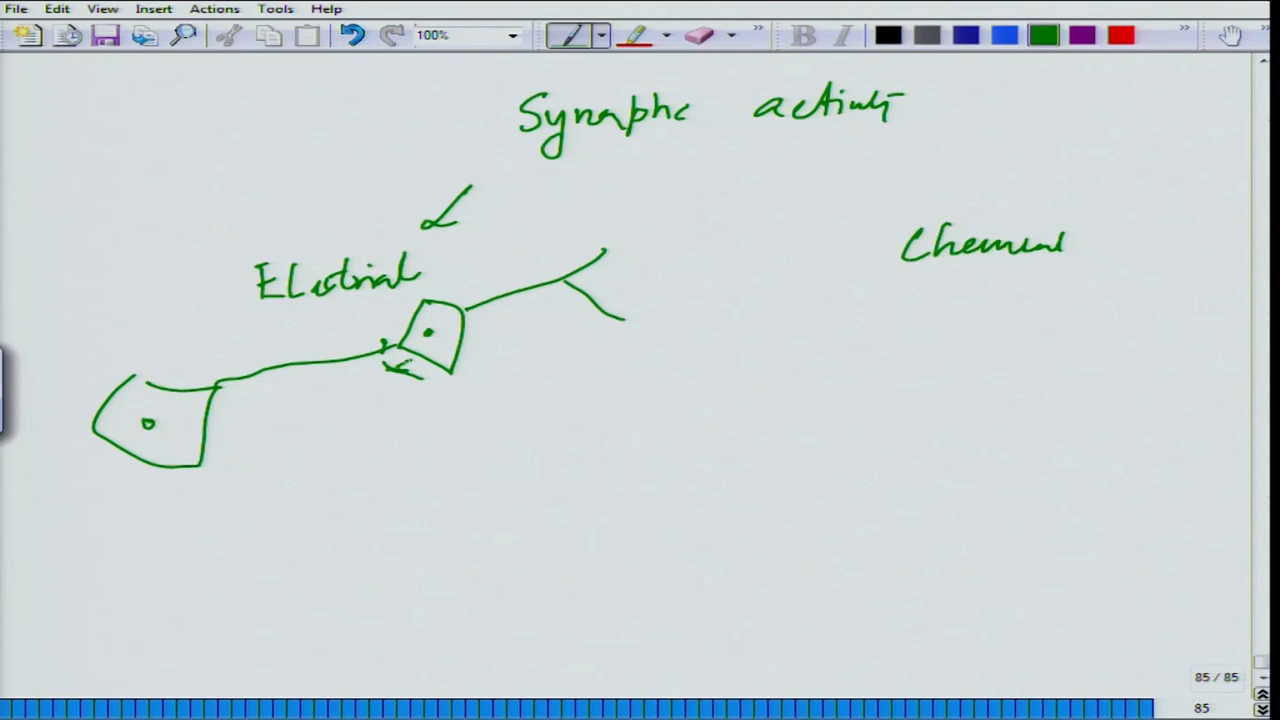 File Edit View Insert Actions Tools Help
100%
B I
Synaptic activity
Electrical
Chemical
85 / 85
85